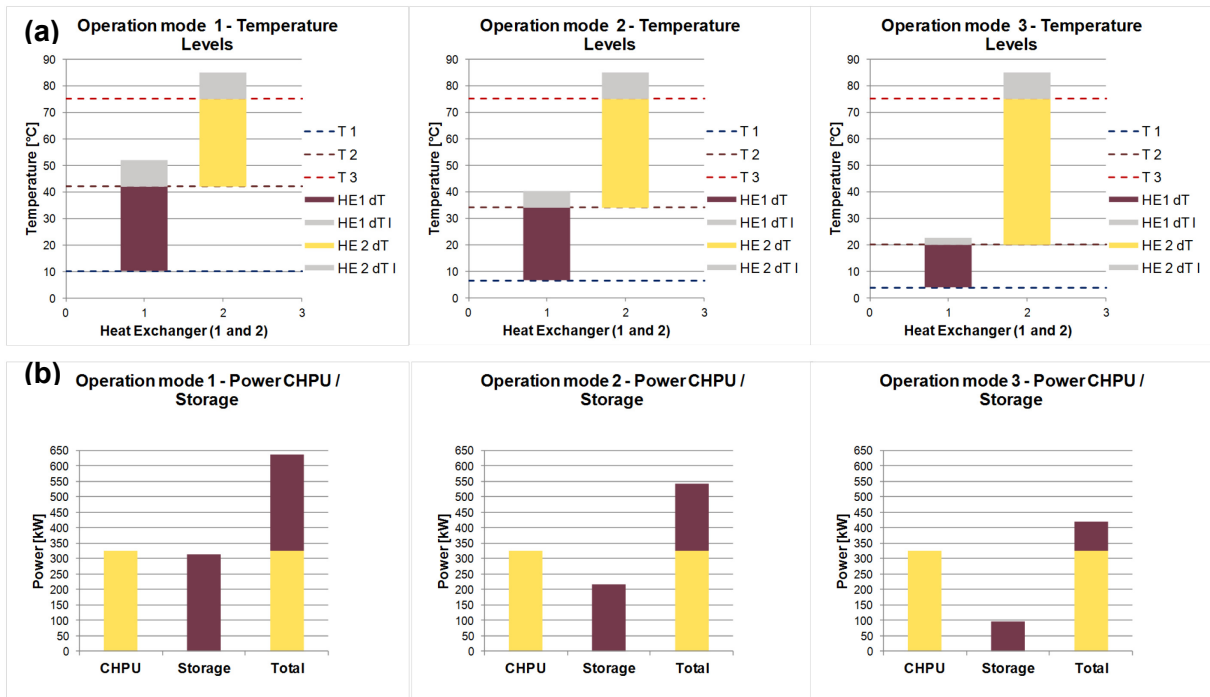 (a)
Operation mode 1 - Temperature
Levels
Temperature [°C]
90
80
70
60
50
40
30
20
10
0
0
1
2
3
Heat Exchanger (1 and 2)
T 1
T 2
T 3
HE1 dT
HE1 dT l
HE 2 dT
HE 2 dT l
Operation mode 2 - Temperature
Levels
Temperature [°C]
90
80
70
60
50
40
30
20
10
0
0
1
2
3
Heat Exchanger (1 and 2)
T 1
T 2
T 3
HE1 dT
HE1 dT l
HE 2 dT
HE 2 dT l
Operation mode 3 - Temperature
Levels
Temperature [°C]
90
80
70
60
50
40
30
20
10
0
0
1
2
3
Heat Exchanger (1 and 2)
T 1
T 2
T 3
HE1 dT
HE1 dT l
HE 2 dT
HE 2 dT l
(b)
Operation mode 1 - Power CHPU /
Storage
Power [kW]
650
600
550
500
450
400
350
300
250
200
150
100
50
0
CHPU
Storage
Total
Operation mode 2 - Power CHPU /
Storage
Power [kW]
650
600
550
500
450
400
350
300
250
200
150
100
50
0
CHPU
Storage
Total
Operation mode 3 - Power CHPU /
Storage
Power [kW]
650
600
550
500
450
400
350
300
250
200
150
100
50
0
CHPU
Storage
Total